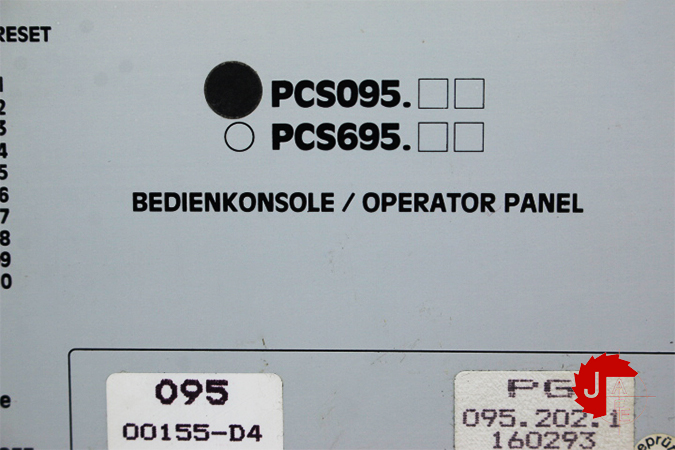 RESET
PCS095.
PCS695.
BEDIENKONSOLE / OPERATOR PANEL
1
2
3
4
5
6
7
8
9
0
e
095
00155-D4
PG
095.202.1
160293
J
geprüf